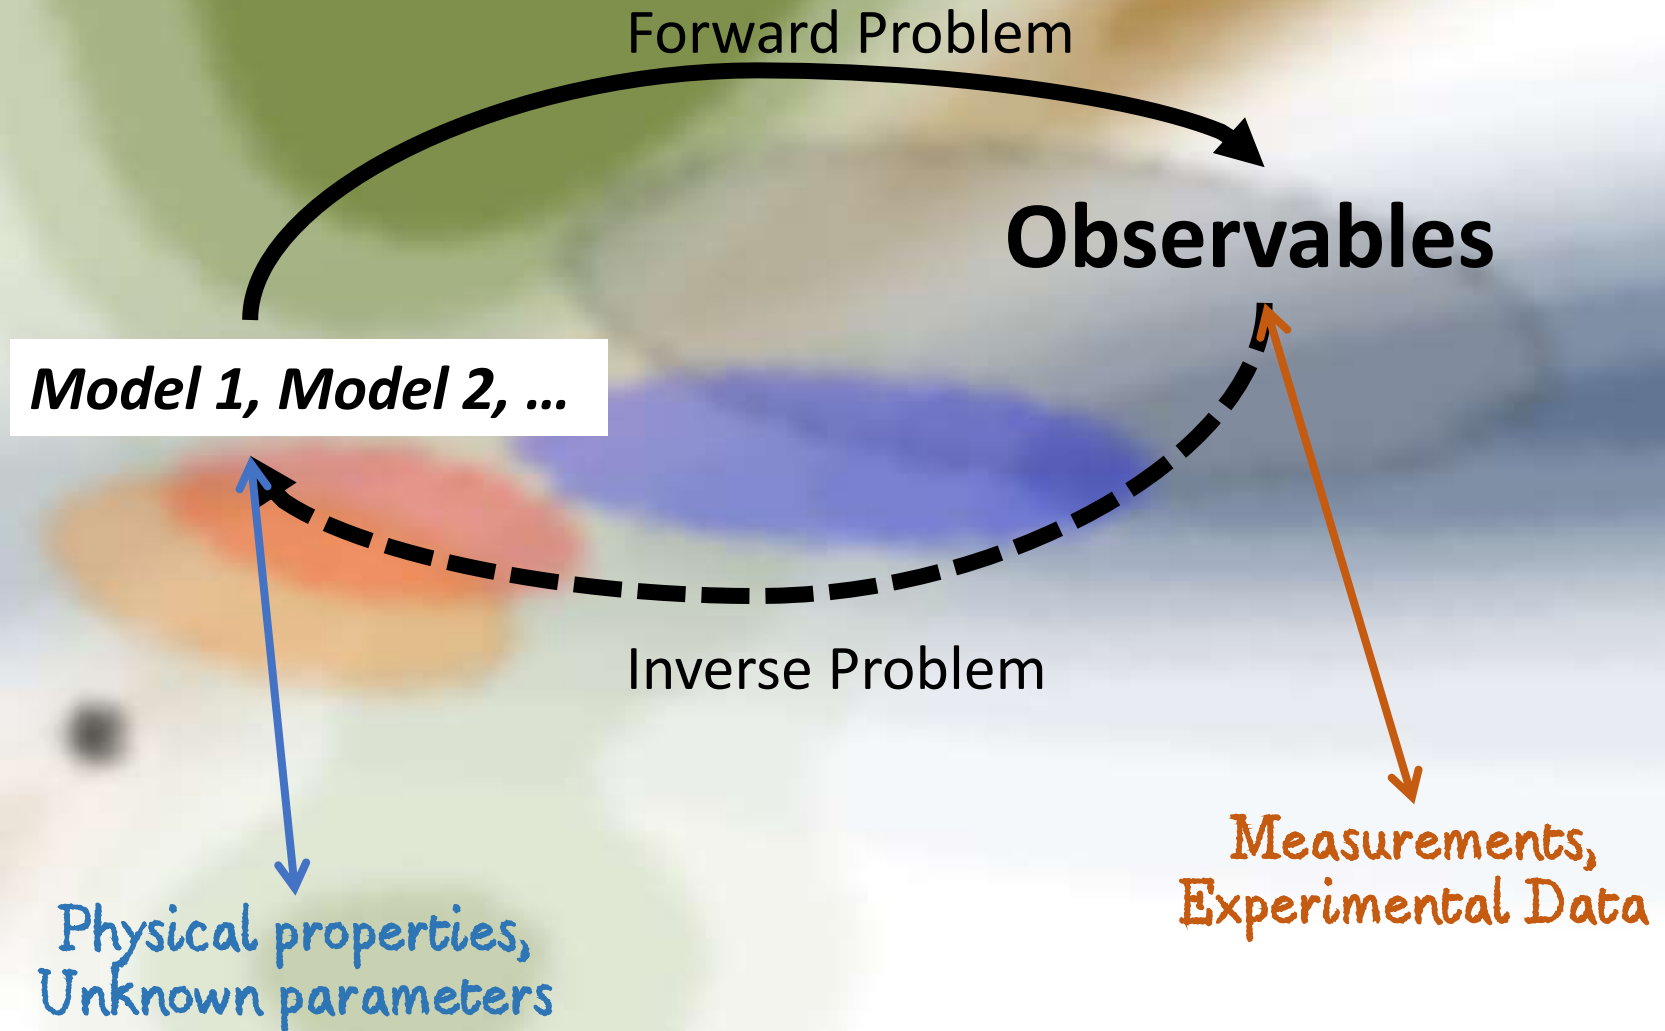 Forward Problem
Observables
Model 1, Model 2, ...
Inverse Problem
Measurements,
Experimental Data
Physical properties,
Unknown parameters